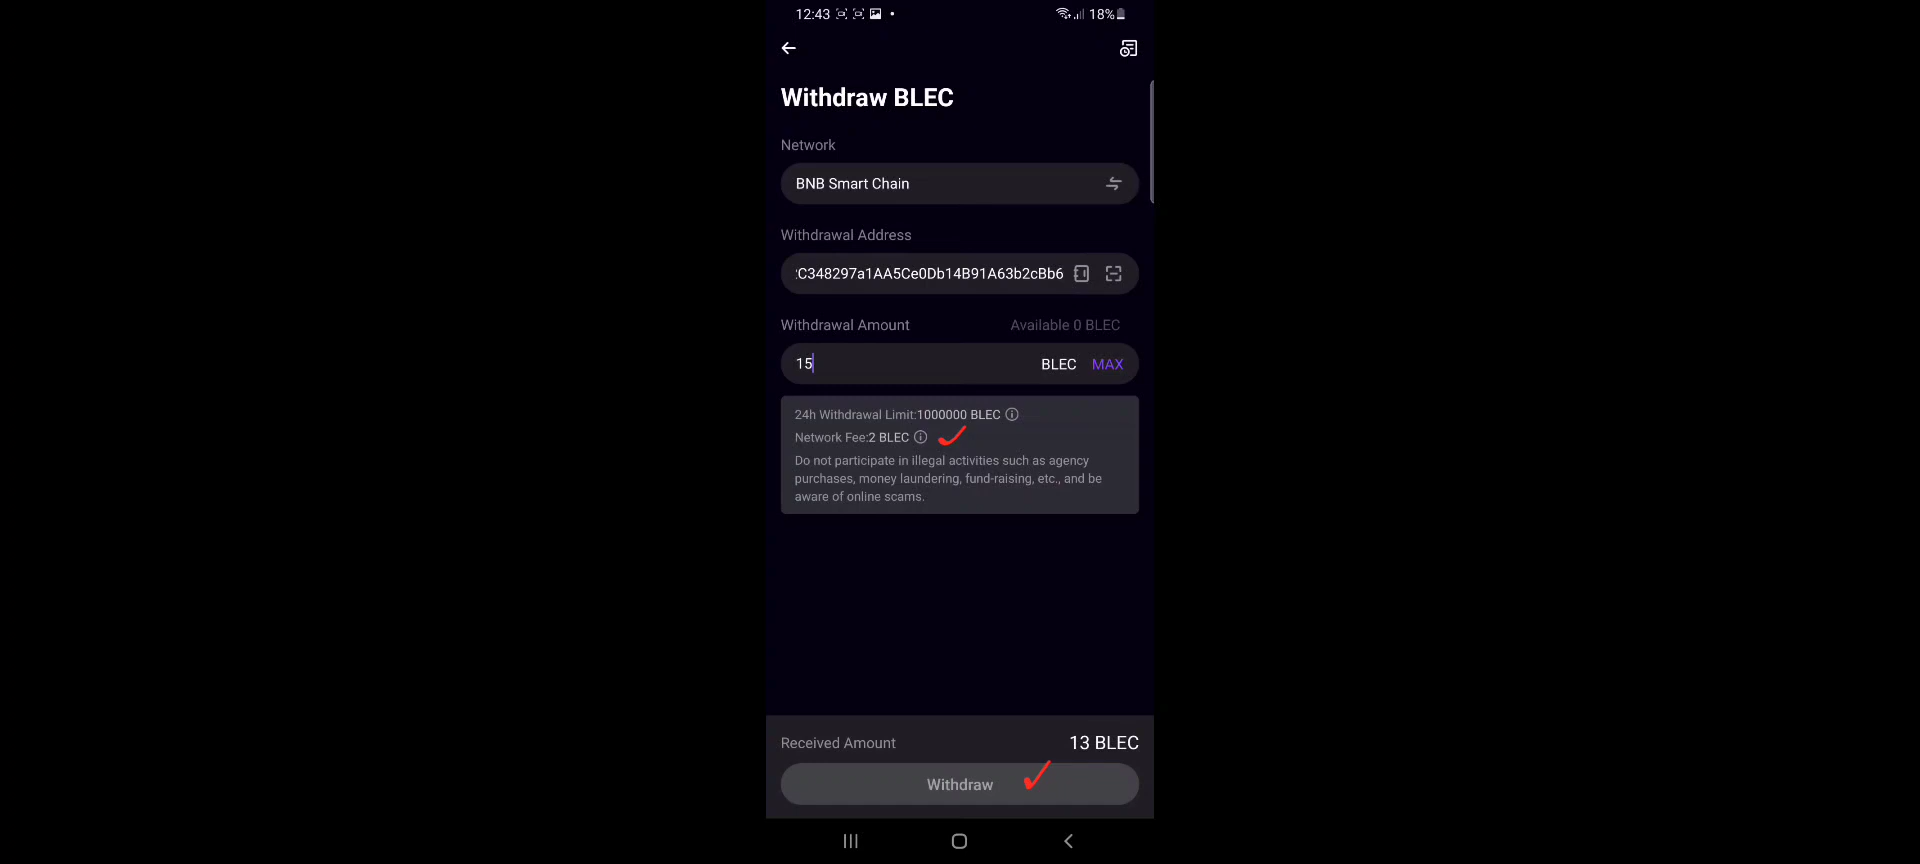 12:43 18%
Withdraw BLEC
Network
BNB Smart Chain
Withdrawal Address
:C348297a1AA5Ce0Db14B91A63b2cBb6
Withdrawal Amount Available 0 BLEC
15 BLEC MAX
24h Withdrawal Limit:1000000 BLEC
Network Fee:2 BLEC
Do not participate in illegal activities such as agency
purchases, money laundering, fund-raising, etc., and be
aware of online scams.
Received Amount 13 BLEC
Withdraw